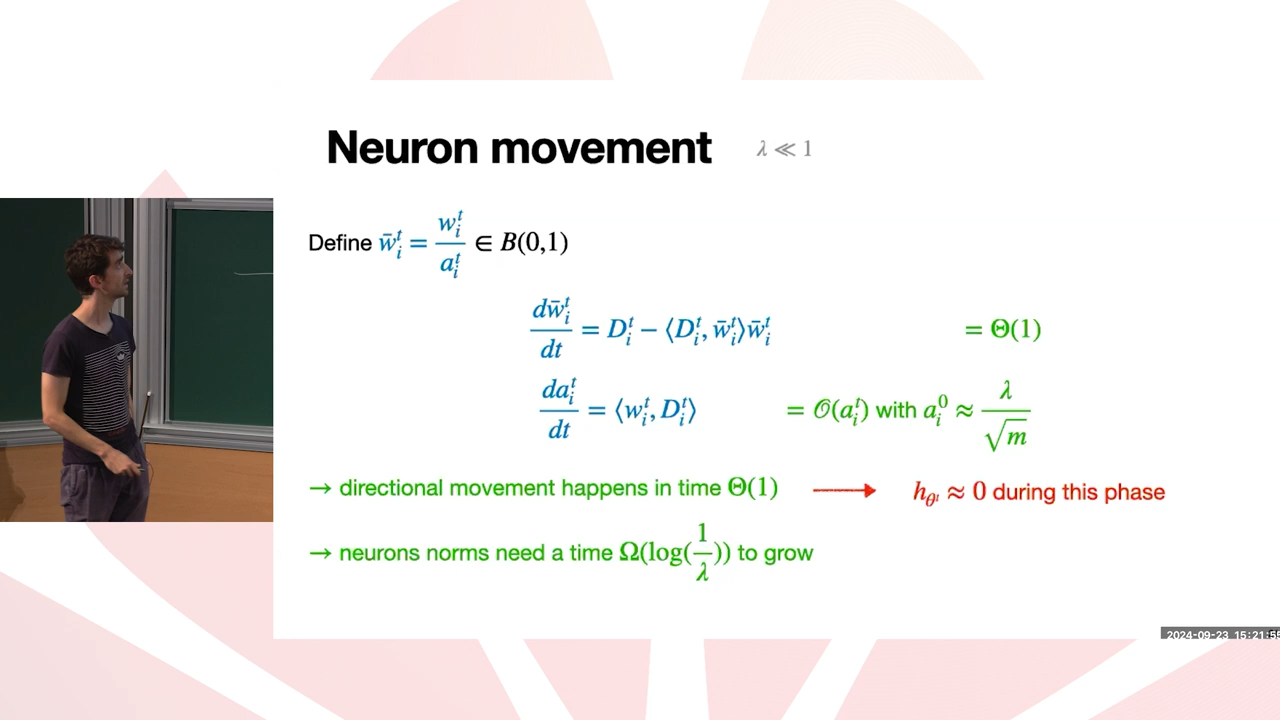 Neuron movement λ ≪ 1
Define w̄ᵢᵗ = wᵢᵗ / aᵢᵗ ∈ B(0,1)
dw̄ᵢᵗ / dt = Dᵢᵗ − ⟨Dᵢᵗ, w̄ᵢᵗ⟩w̄ᵢᵗ = Θ(1)
daᵢᵗ / dt = ⟨wᵢᵗ, Dᵢᵗ⟩ = 𝒪(aᵢᵗ) with aᵢ⁰ ≈ λ / √m
→ directional movement happens in time Θ(1) ⟶ h_θᵗ ≈ 0 during this phase
→ neurons norms need a time Ω(log(1/λ)) to grow
2024-09-23 15:21:5